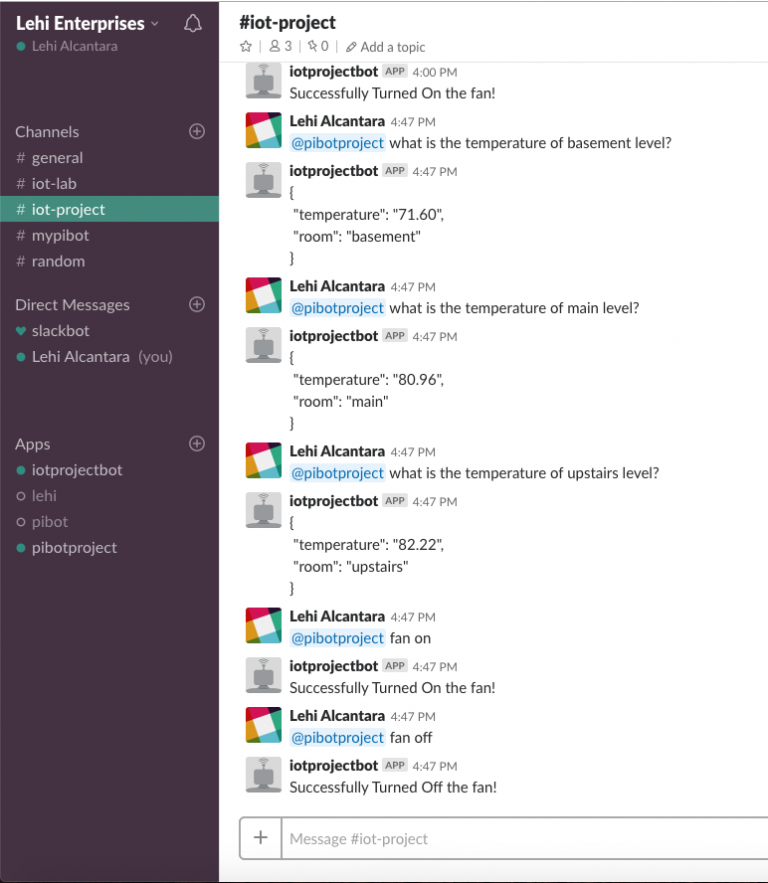 Lehi Enterprises
Lehi Alcantara
Channels
# general
# iot-lab
# iot-project
# mypibot
# random
Direct Messages
slackbot
Lehi Alcantara (you)
Apps
iotprojectbot
lehi
pibot
pibotproject
#iot-project
3 | 0 | Add a topic
iotprojectbot APP 4:00 PM
Successfully Turned On the fan!
Lehi Alcantara 4:47 PM
@pibotproject what is the temperature of basement level?
iotprojectbot APP 4:47 PM
{
"temperature": "71.60",
"room": "basement"
}
Lehi Alcantara 4:47 PM
@pibotproject what is the temperature of main level?
iotprojectbot APP 4:47 PM
{
"temperature": "80.96",
"room": "main"
}
Lehi Alcantara 4:47 PM
@pibotproject what is the temperature of upstairs level?
iotprojectbot APP 4:47 PM
{
"temperature": "82.22",
"room": "upstairs"
}
Lehi Alcantara 4:47 PM
@pibotproject fan on
iotprojectbot APP 4:47 PM
Successfully Turned On the fan!
Lehi Alcantara 4:47 PM
@pibotproject fan off
iotprojectbot APP 4:47 PM
Successfully Turned Off the fan!
+ Message #iot-project